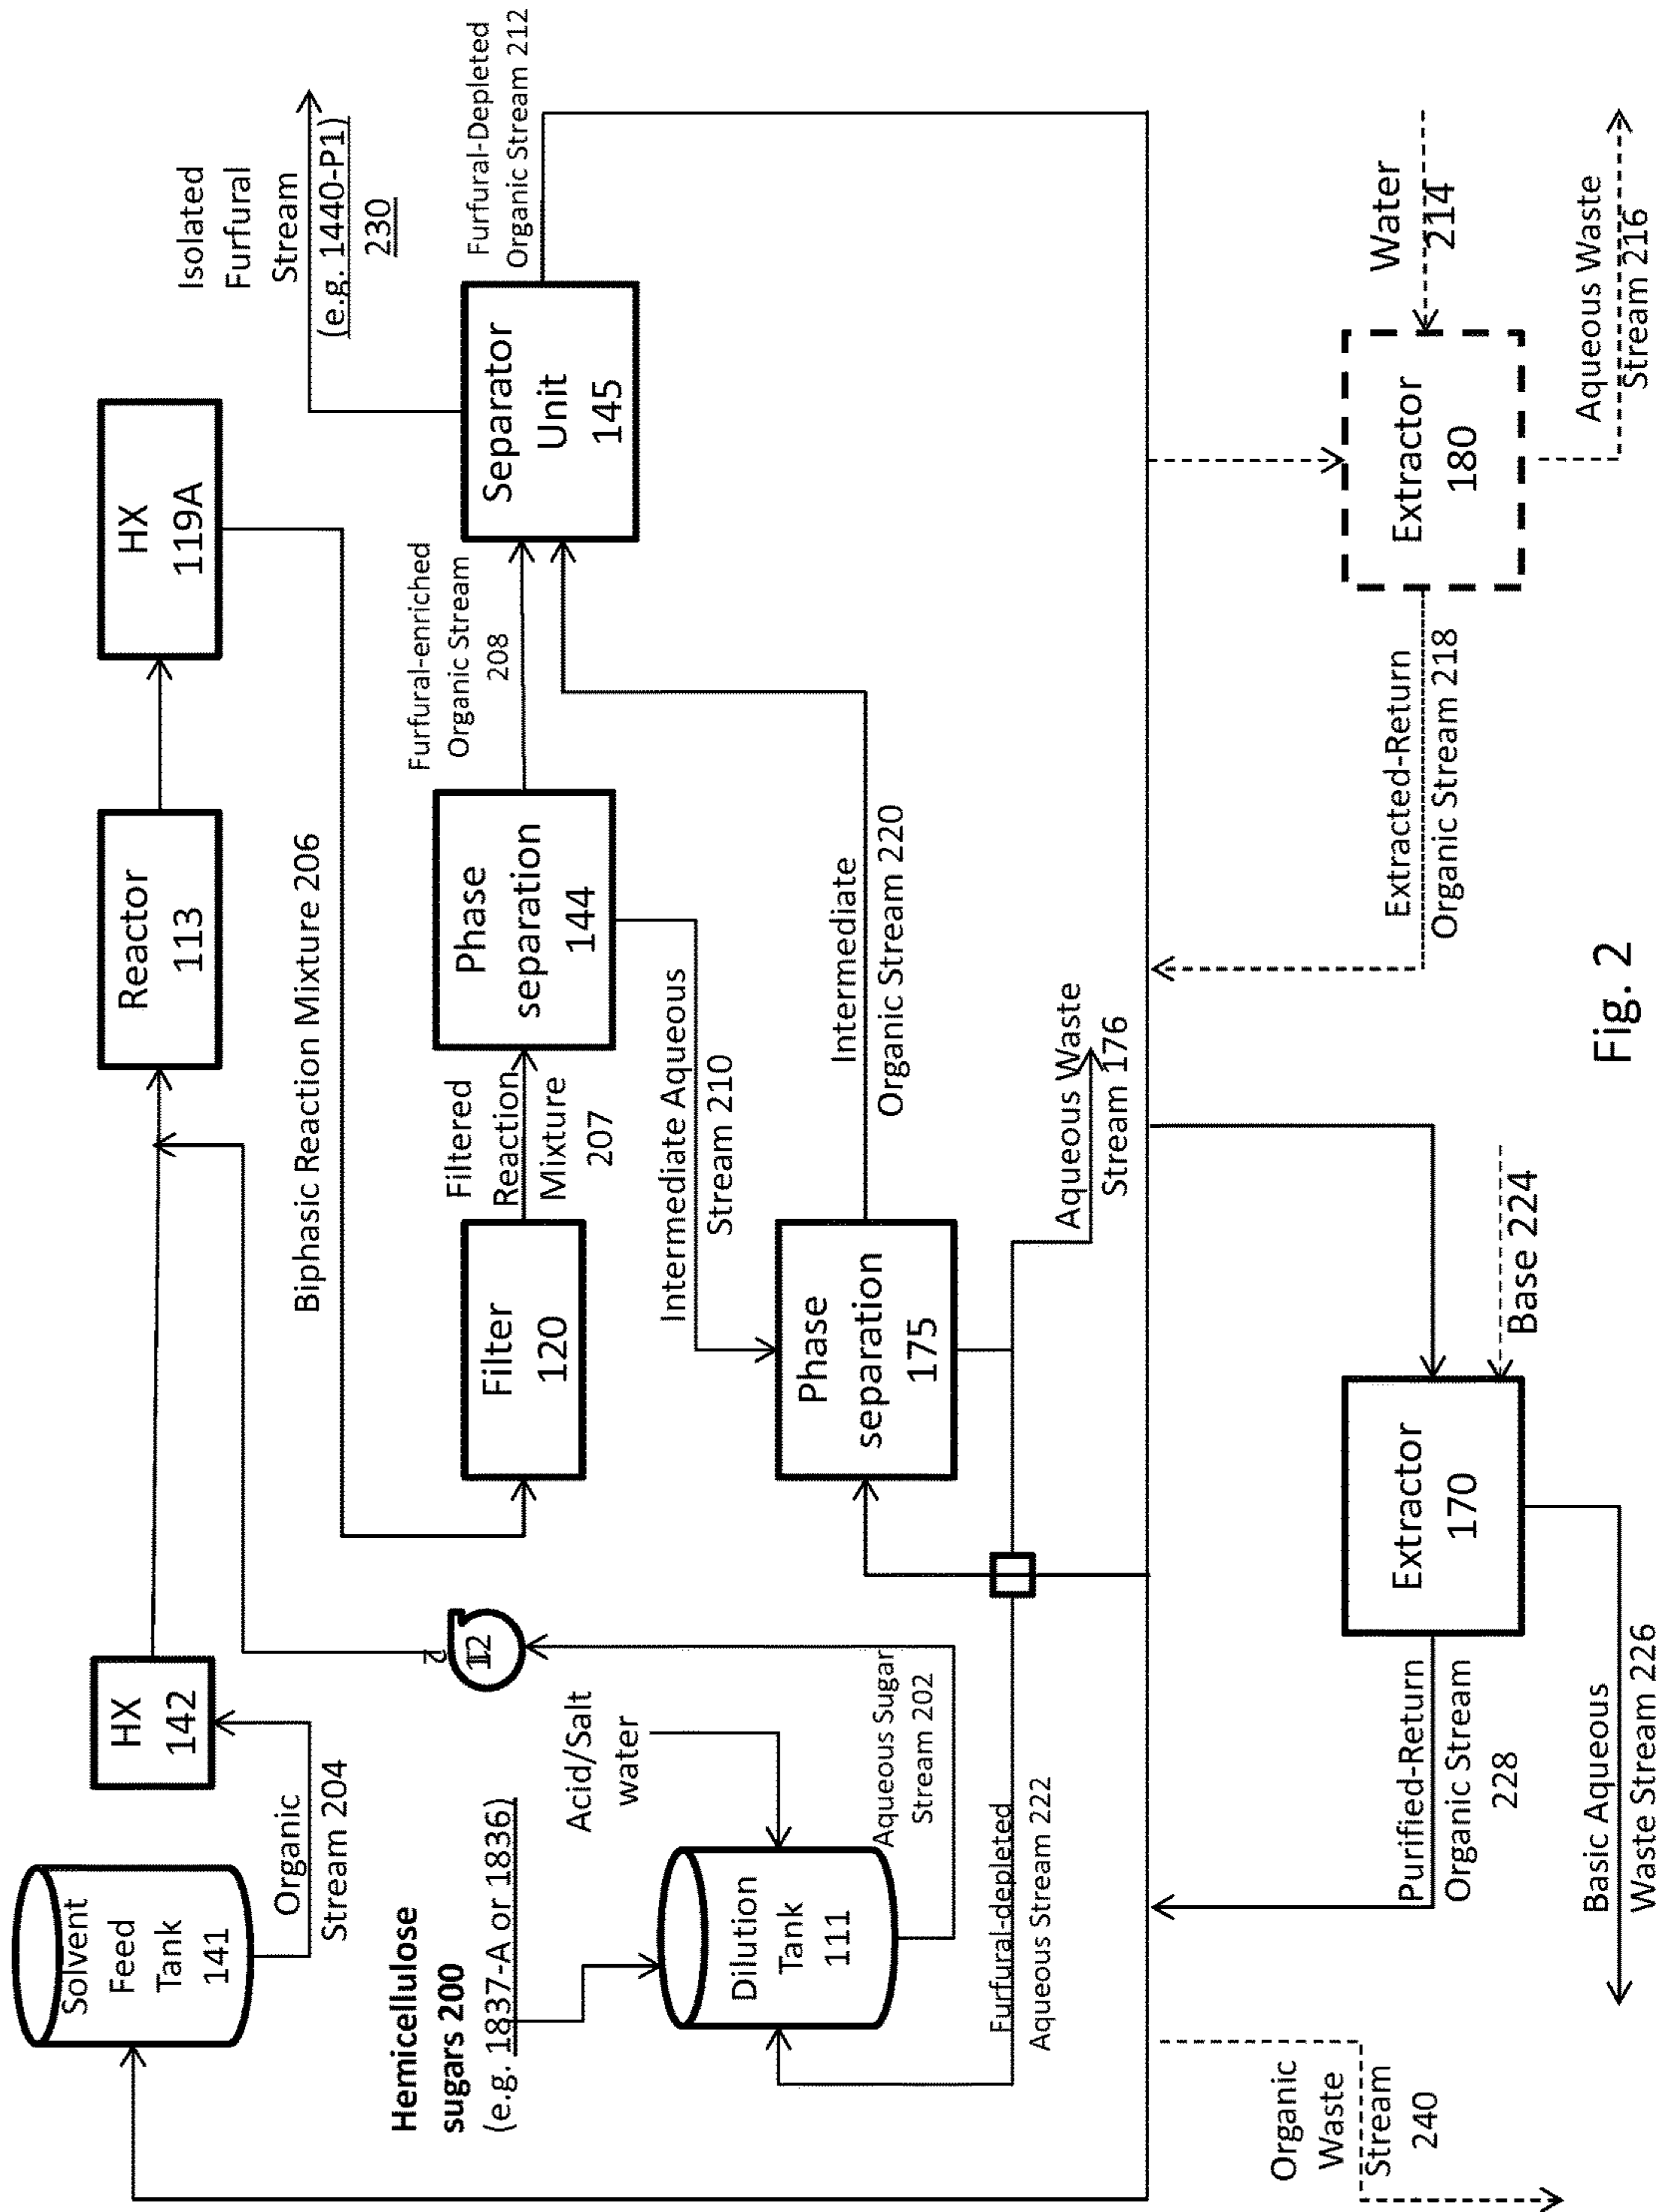 Solvent
Feed
Tank
141
Organic
Stream 204
HX
142
Reactor
113
HX
119A
Isolated
Furfural
Stream
(e.g. 1440-P1)
230
Biphasic Reaction Mixture 206
Hemicellulose
sugars 200
(e.g. 1837-A or 1836)
Acid/Salt
water
Dilution
Tank
111
Aqueous Sugar
Stream 202
112
Filter
120
Filtered
Reaction
Mixture
207
Phase
separation
144
Furfural-enriched
Organic Stream
208
Separator
Unit
145
Furfural-Depleted
Organic Stream 212
Intermediate Aqueous
Stream 210
Phase
separation
175
Intermediate
Organic Stream 220
Furfural-depleted
Aqueous Stream 222
Aqueous Waste
Stream 176
Organic
Waste
Stream
240
Purified-Return
Organic Stream
228
Extractor
170
Base 224
Basic Aqueous
Waste Stream 226
Extracted-Return
Organic Stream 218
Extractor
180
Water
214
Aqueous Waste
Stream 216
Fig. 2